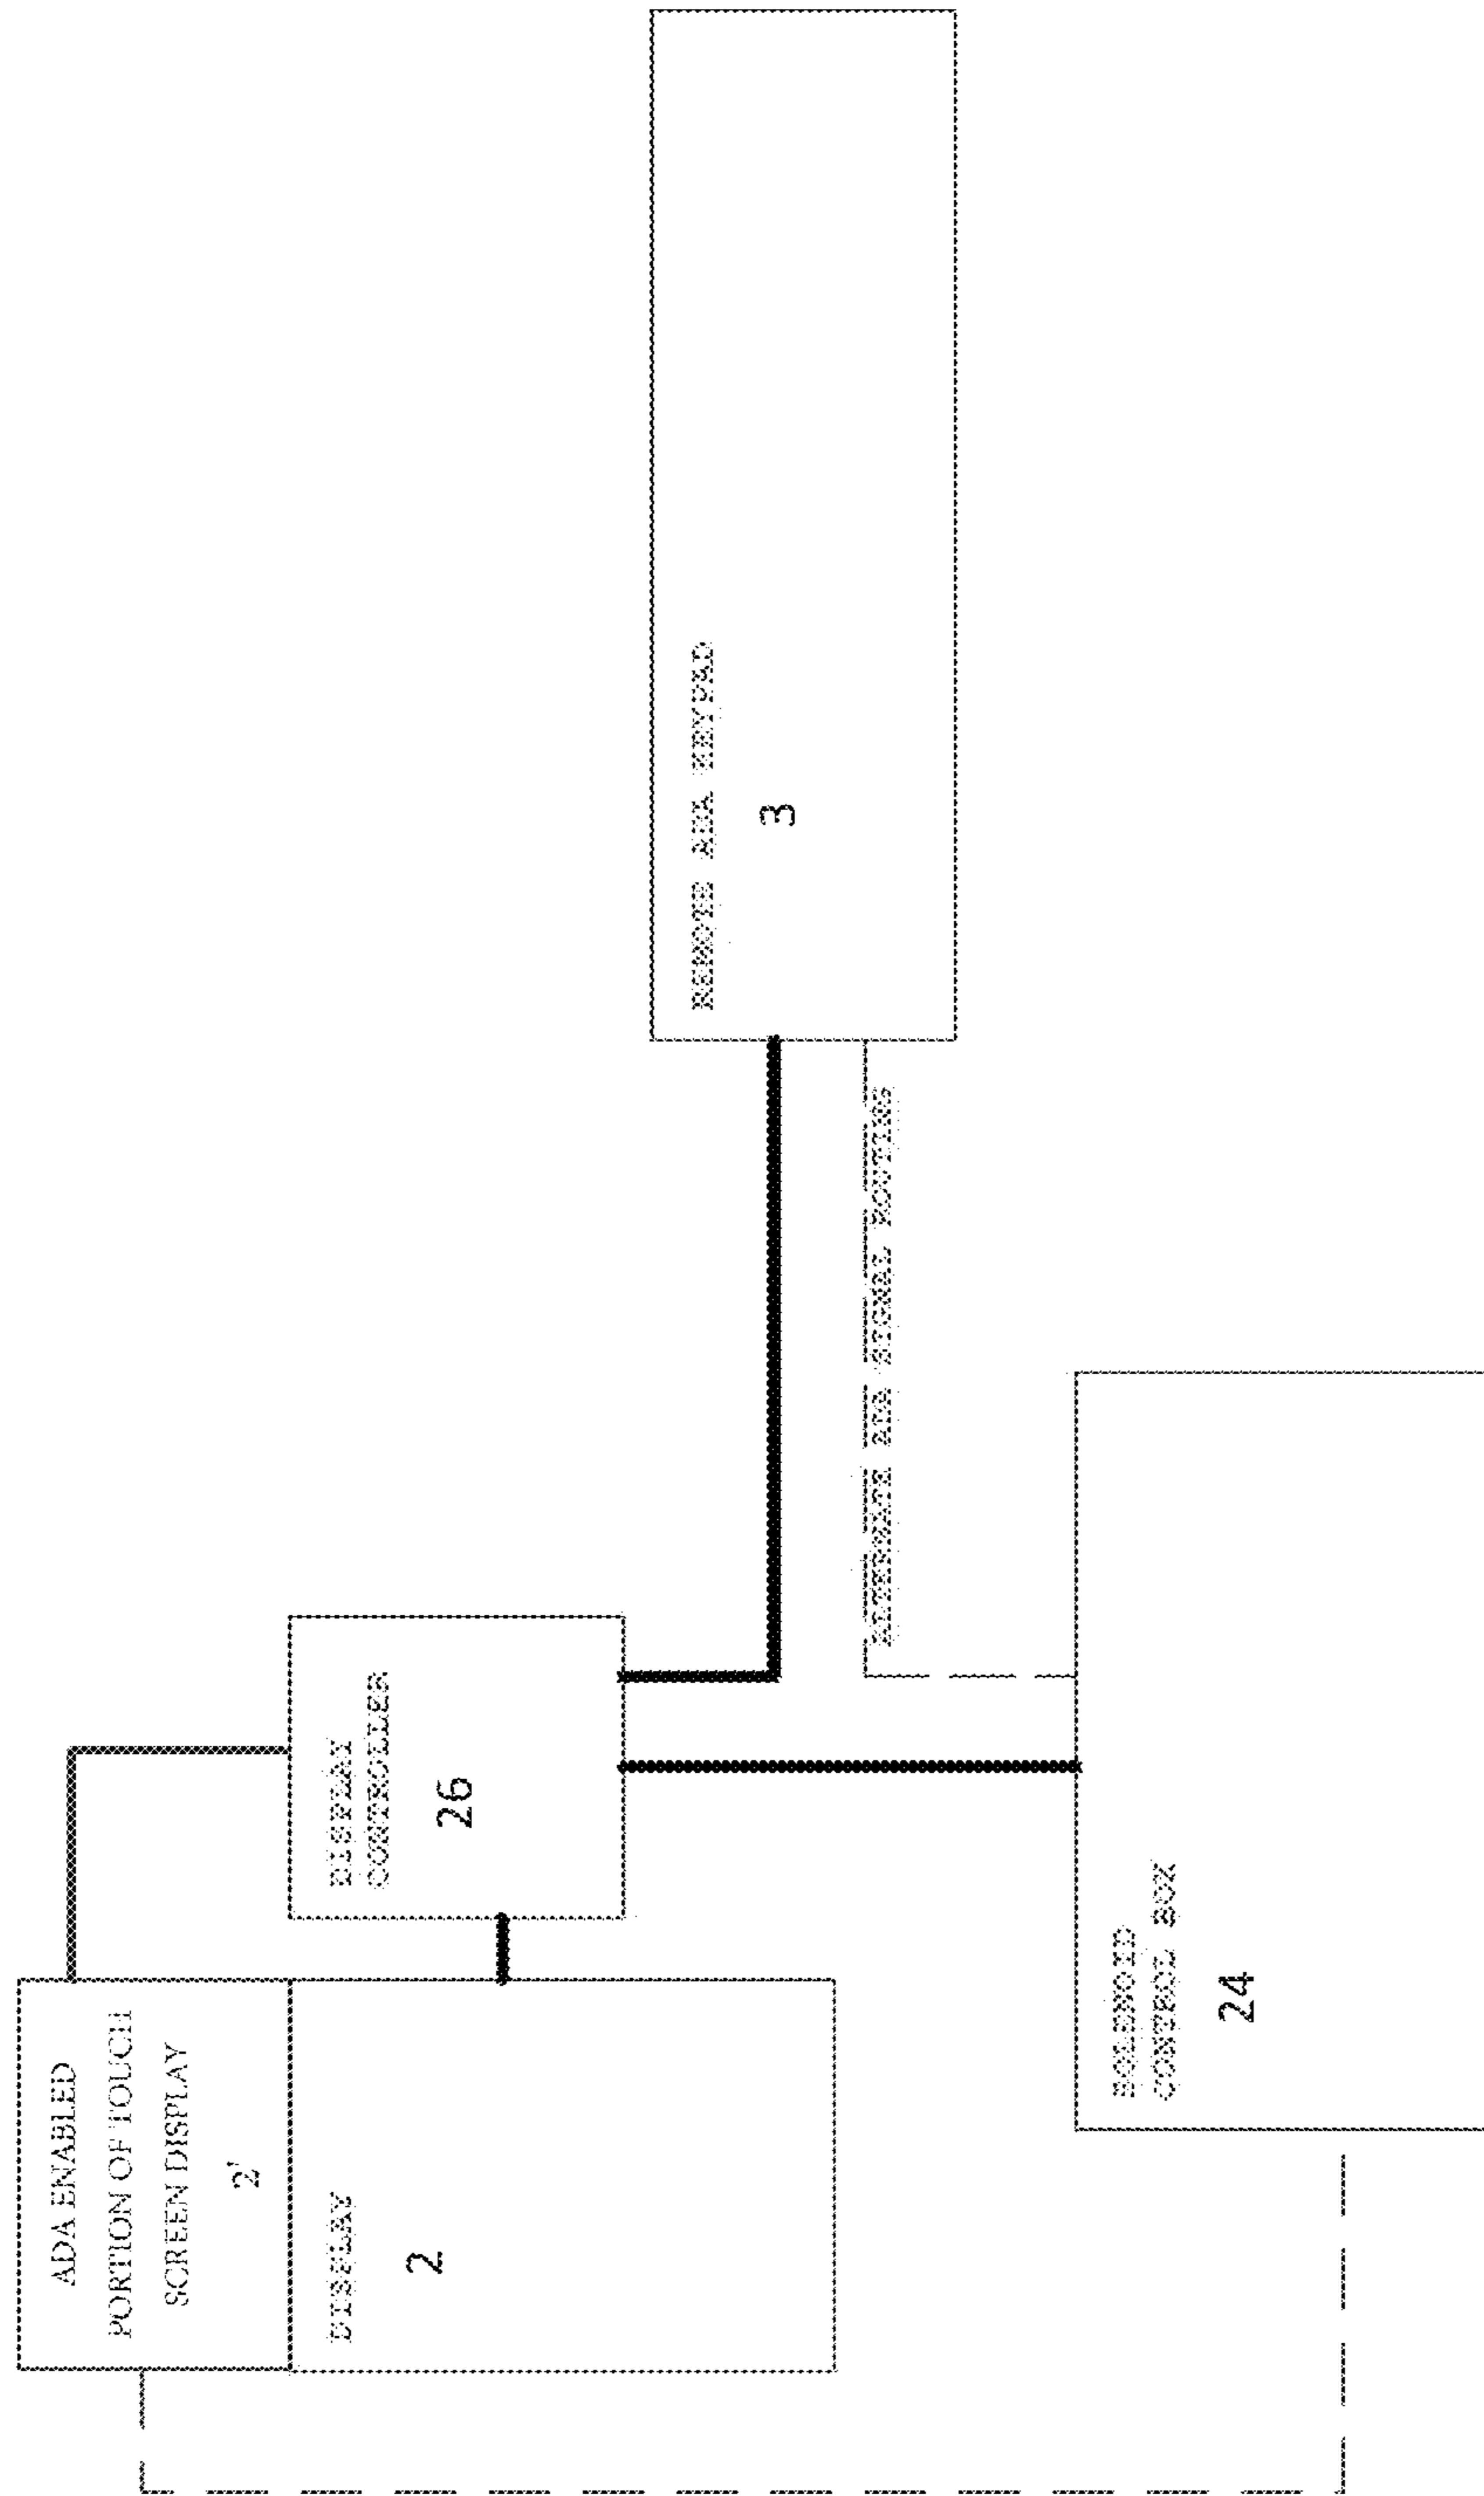 ADA ENABLED
PORTION OF TOUCH
SCREEN DISPLAY
2'
DISPLAY
2
DISPLAY
CONTROLLER
26
REMOTE ADA KEYPAD
3
ALTERNATE ADA SIGNAL ROUTING
SOLENOID
CONTROL BOX
24